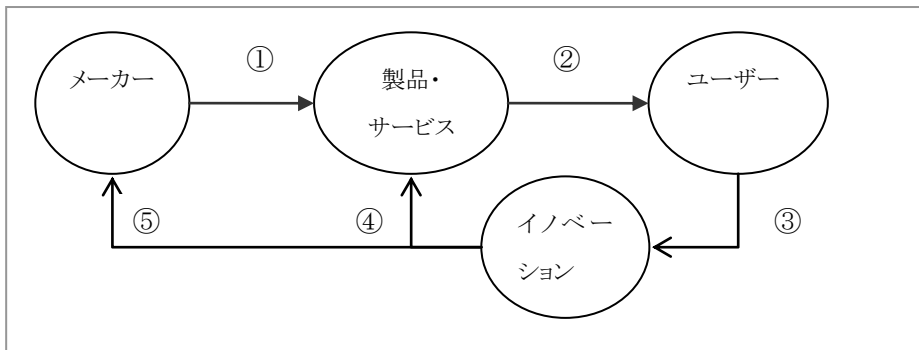 ①
②
メーカー
製品・
サービス
ユーザー
⑤
④
イノベー
ション
③